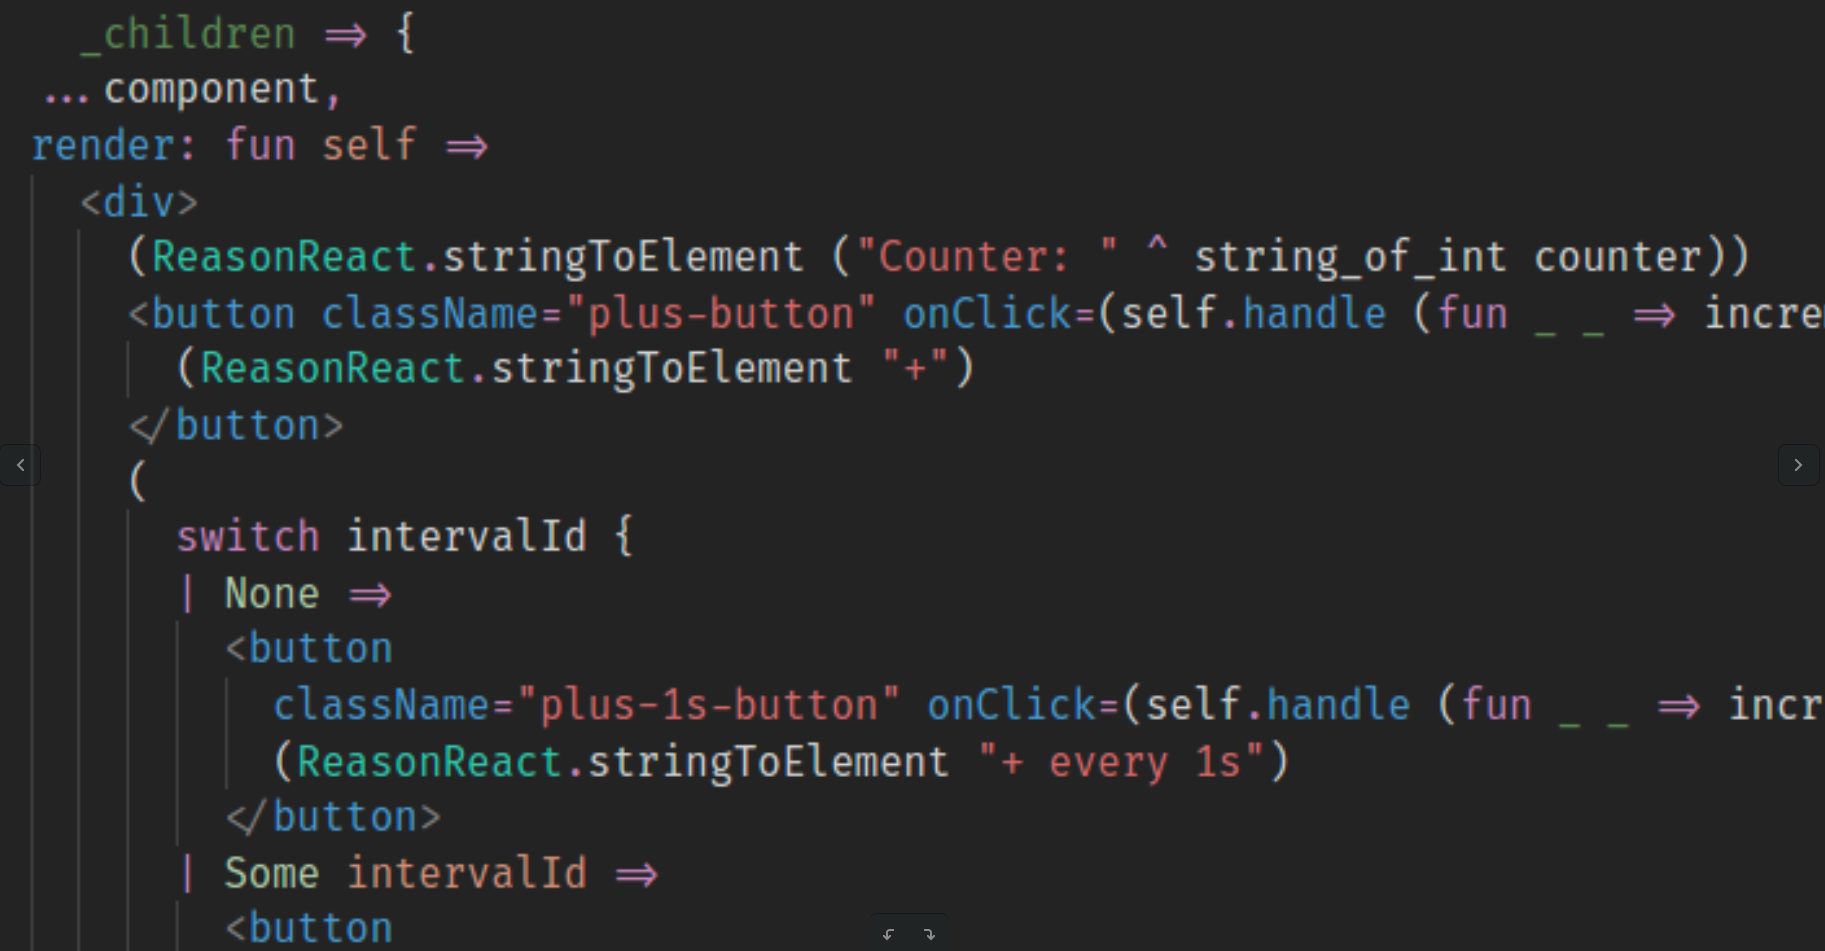 _children => {
...component,
render: fun self =>
<div>
(ReasonReact.stringToElement ("Counter: " ^ string_of_int counter))
<button className="plus-button" onClick=(self.handle (fun _ _ => incre
(ReasonReact.stringToElement "+")
</button>
(
switch intervalId {
| None =>
<button
className="plus-1s-button" onClick=(self.handle (fun _ _ => incr
(ReasonReact.stringToElement "+ every 1s")
</button>
| Some intervalId =>
<button